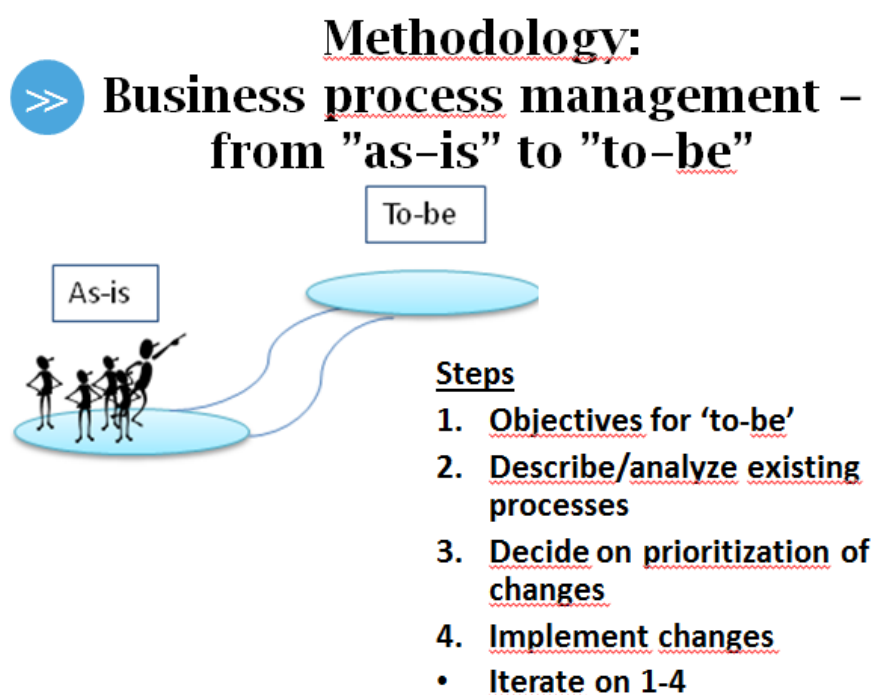 Methodology:
Business process management –
from ”as-is” to ”to-be”
To-be
As-is
Steps
1. Objectives for ‘to-be’
2. Describe/analyze existing
processes
3. Decide on prioritization of
changes
4. Implement changes
• Iterate on 1-4